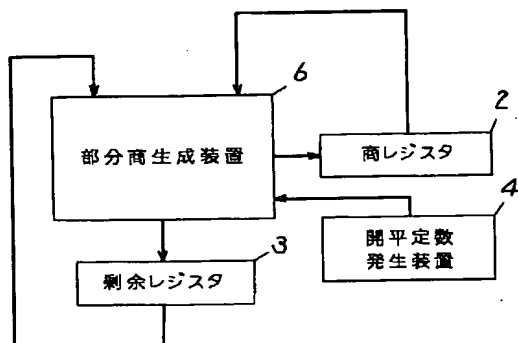 6
部分商生成装置
2
商レジスタ
4
開平定数
発生装置
3
剰余レジスタ